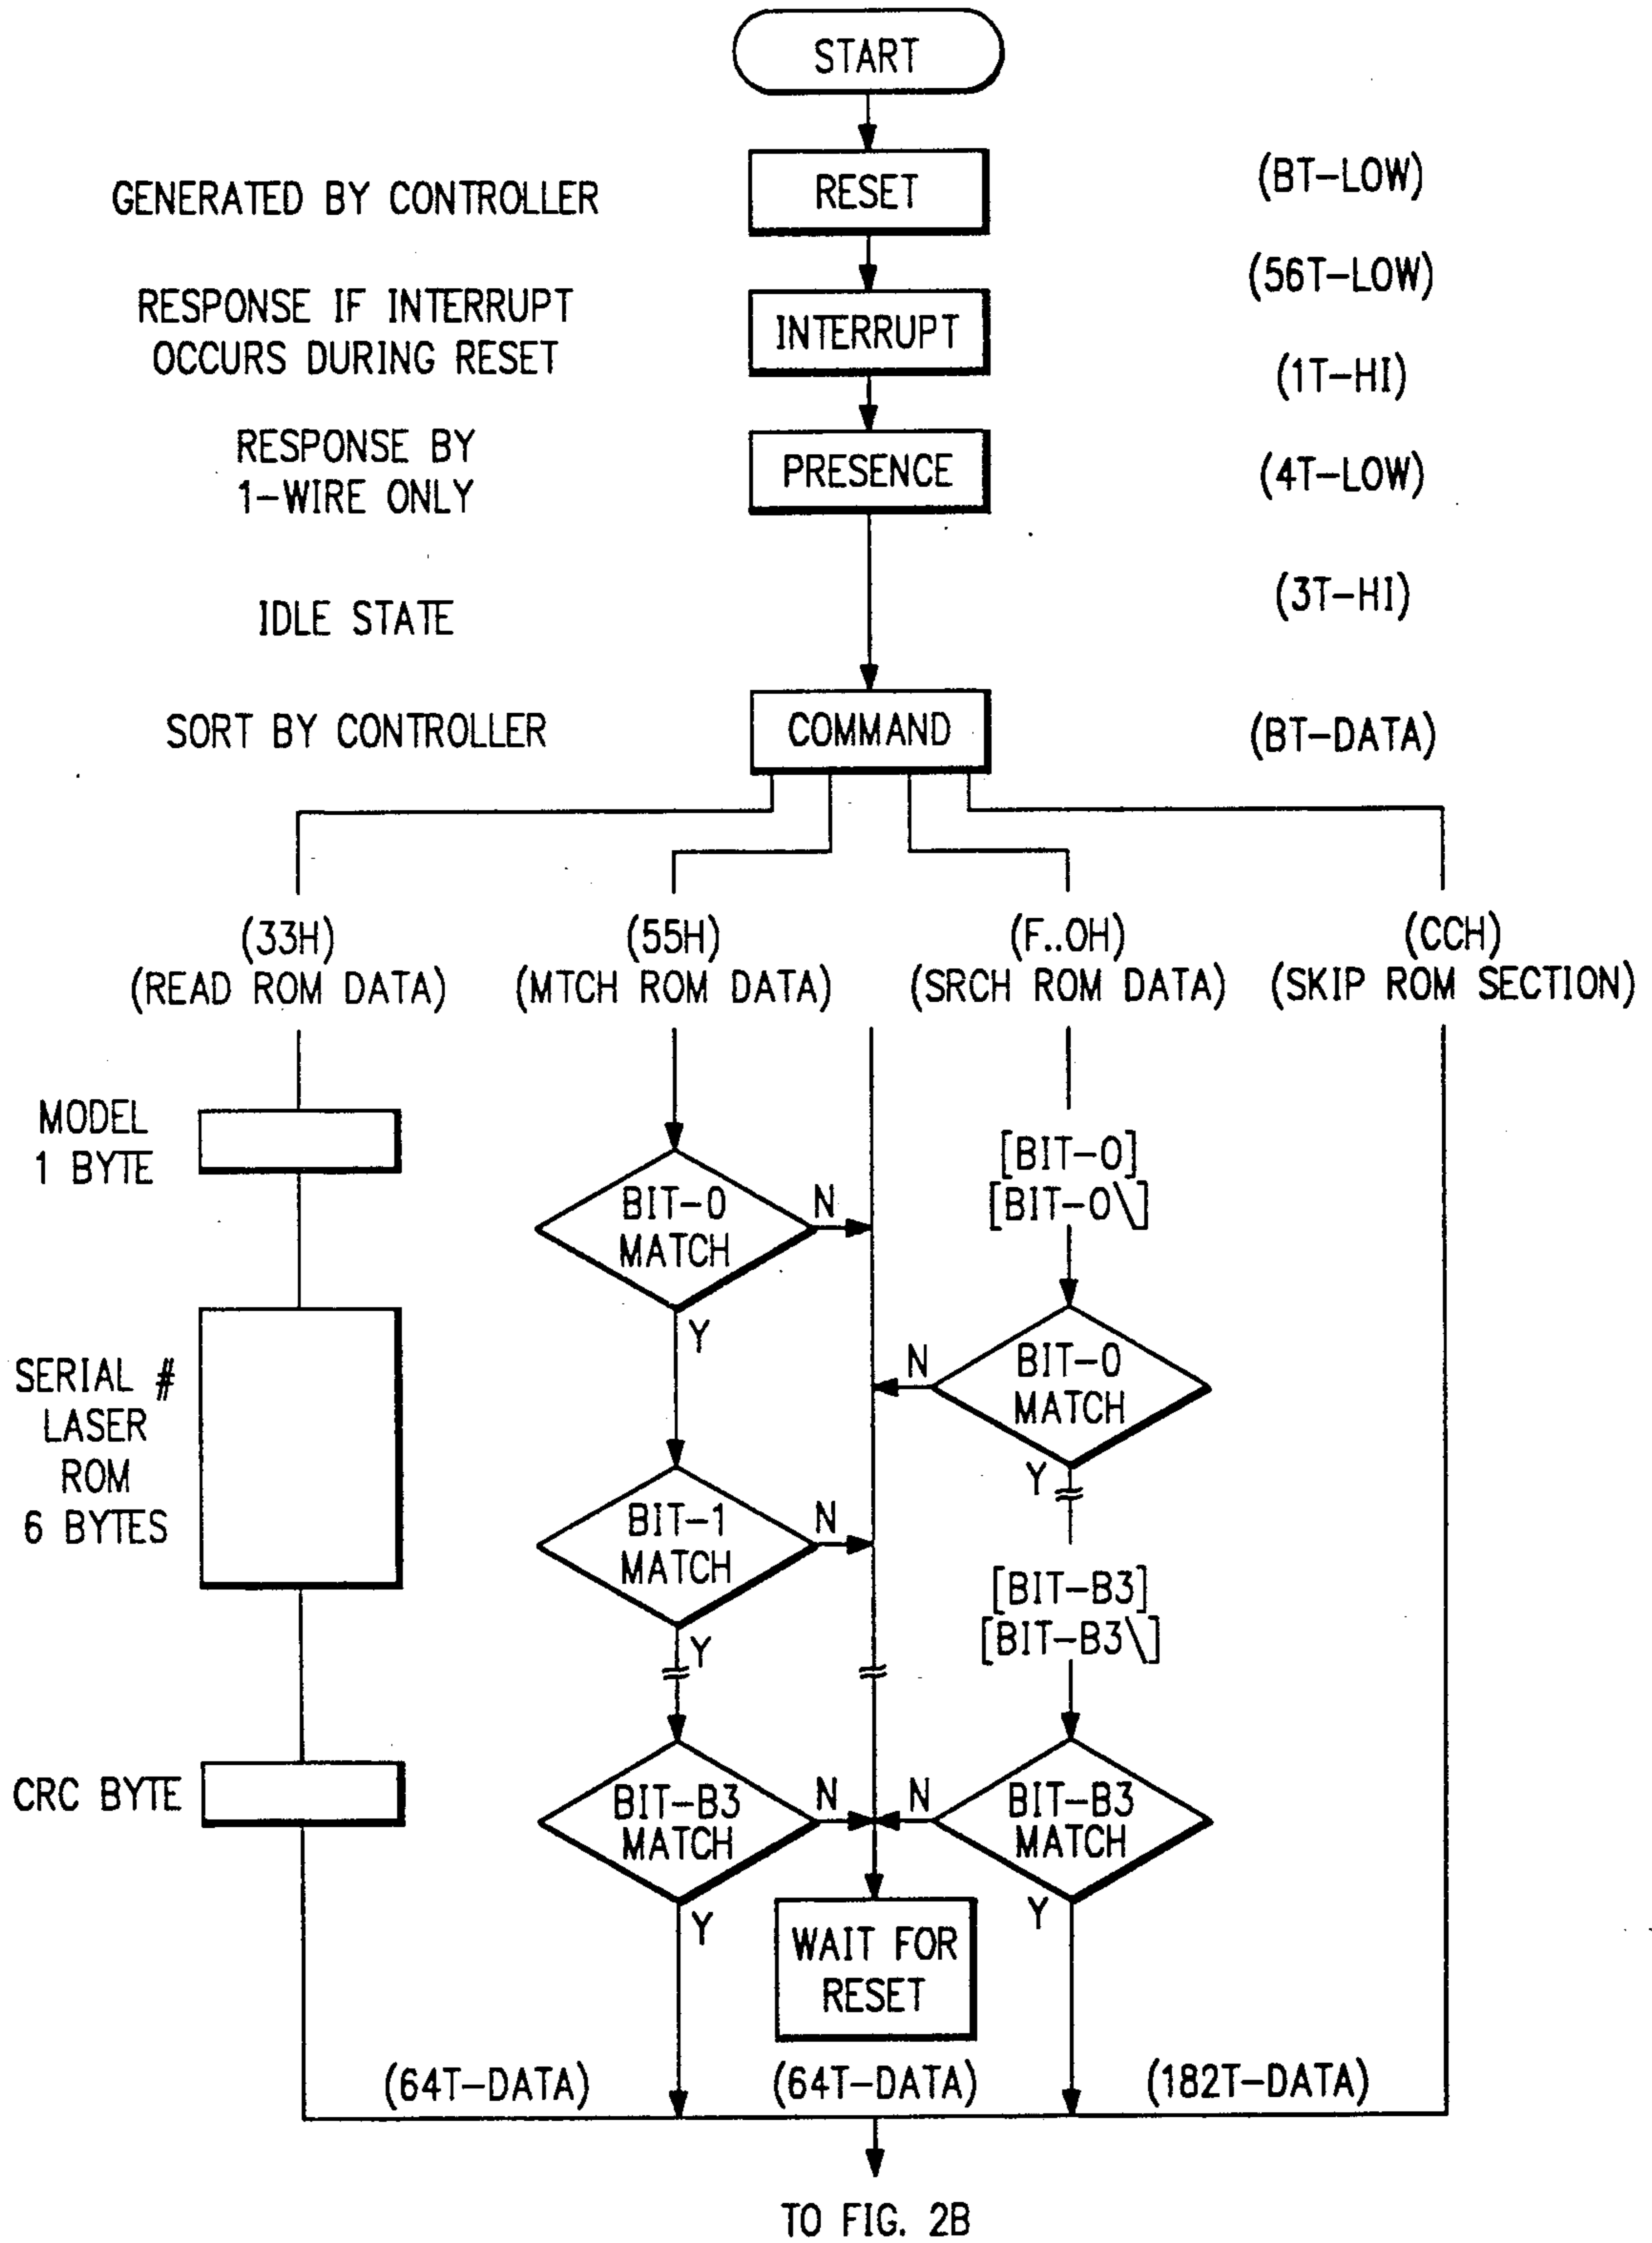 START
GENERATED BY CONTROLLER
RESET
(BT-LOW)
(56T-LOW)
RESPONSE IF INTERRUPT
OCCURS DURING RESET
INTERRUPT
(1T-HI)
RESPONSE BY
1-WIRE ONLY
PRESENCE
(4T-LOW)
IDLE STATE
(3T-HI)
SORT BY CONTROLLER
COMMAND
(BT-DATA)
(33H)
(READ ROM DATA)
(55H)
(MTCH ROM DATA)
(F..OH)
(SRCH ROM DATA)
(CCH)
(SKIP ROM SECTION)
MODEL
1 BYTE
BIT-0
MATCH
N
Y
[BIT-0]
[BIT-0\]
SERIAL #
LASER
ROM
6 BYTES
BIT-0
MATCH
N
Y
BIT-1
MATCH
N
Y
[BIT-B3]
[BIT-B3\]
CRC BYTE
BIT-B3
MATCH
N
Y
N
BIT-B3
MATCH
Y
WAIT FOR
RESET
(64T-DATA)
(64T-DATA)
(182T-DATA)
TO FIG. 2B